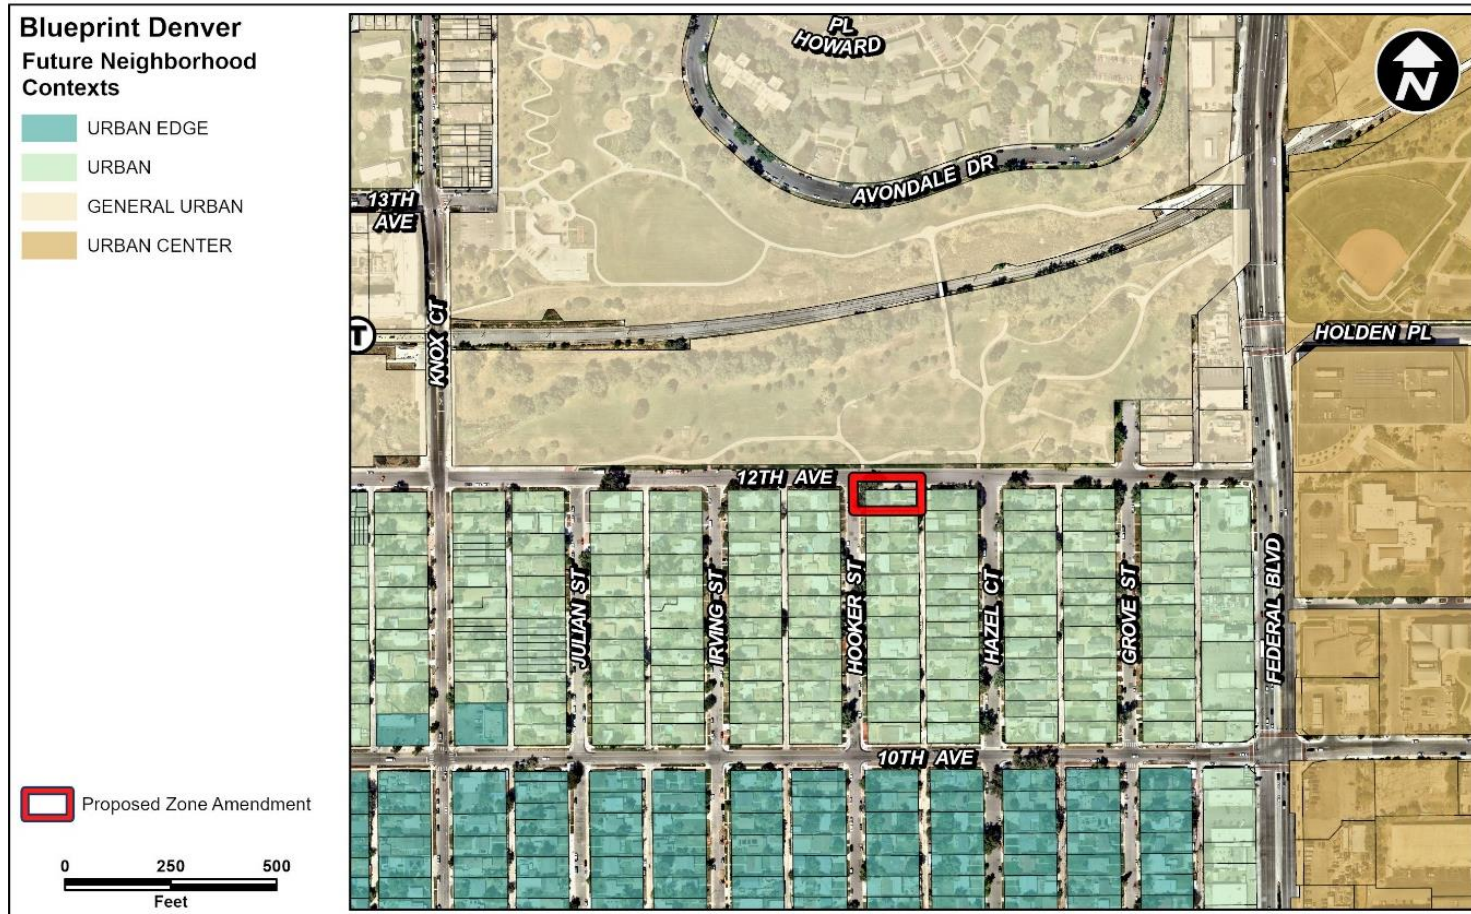 Blueprint Denver
Future Neighborhood
Contexts
URBAN EDGE
URBAN
GENERAL URBAN
URBAN CENTER
Proposed Zone Amendment
0 250 500
Feet
PL
HOWARD
N
AVONDALE DR
13TH
AVE
KNOX CT
T
HOLDEN PL
12TH AVE
JULIAN ST
IRVING ST
HOOKER ST
HAZEL CT
GROVE ST
FEDERAL BLVD
10TH AVE